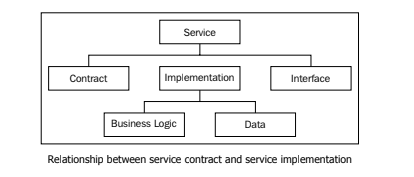 Service
Contract
Implementation
Interface
Business Logic
Data
Relationship between service contract and service implementation